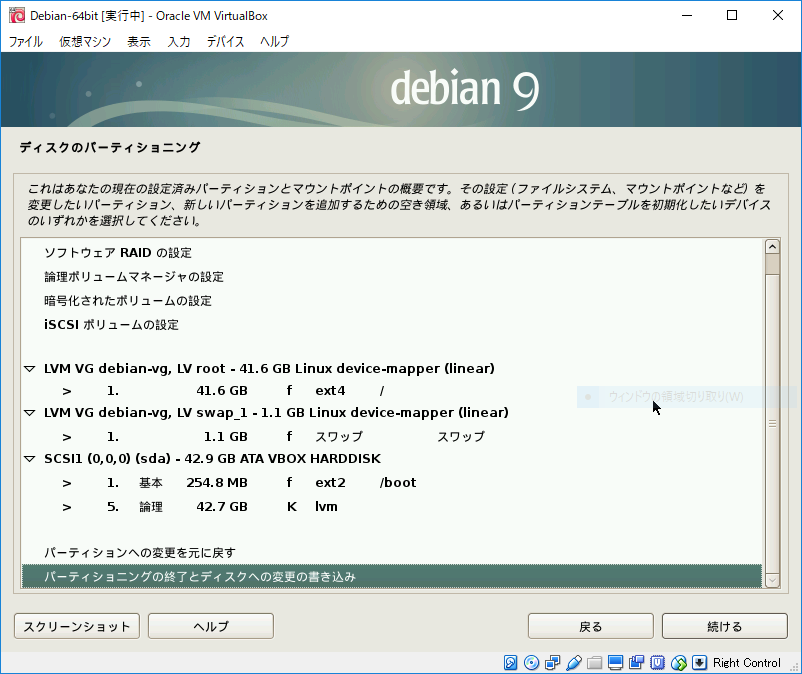 Debian-64bit [実行中] - Oracle VM VirtualBox
ファイル 仮想マシン 表示 入力 デバイス ヘルプ
debian 9
ディスクのパーティショニング
これはあなたの現在の設定済みパーティションとマウントポイントの概要です。その設定 (ファイルシステム、マウントポイントなど) を
変更したいパーティション、新しいパーティションを追加するための空き領域、あるいはパーティションテーブルを初期化したいデバイス
のいずれかを選択してください。
ソフトウェア RAID の設定
論理ボリュームマネージャの設定
暗号化されたボリュームの設定
iSCSI ボリュームの設定
LVM VG debian-vg, LV root - 41.6 GB Linux device-mapper (linear)
> 1. 41.6 GB f ext4 /
ウィンドウの領域切り取り(W)
LVM VG debian-vg, LV swap_1 - 1.1 GB Linux device-mapper (linear)
> 1. 1.1 GB f スワップ スワップ
SCSI1 (0,0,0) (sda) - 42.9 GB ATA VBOX HARDDISK
> 1. 基本 254.8 MB f ext2 /boot
> 5. 論理 42.7 GB K lvm
パーティションへの変更を元に戻す
パーティショニングの終了とディスクへの変更の書き込み
スクリーンショット ヘルプ 戻る 続ける
Right Control